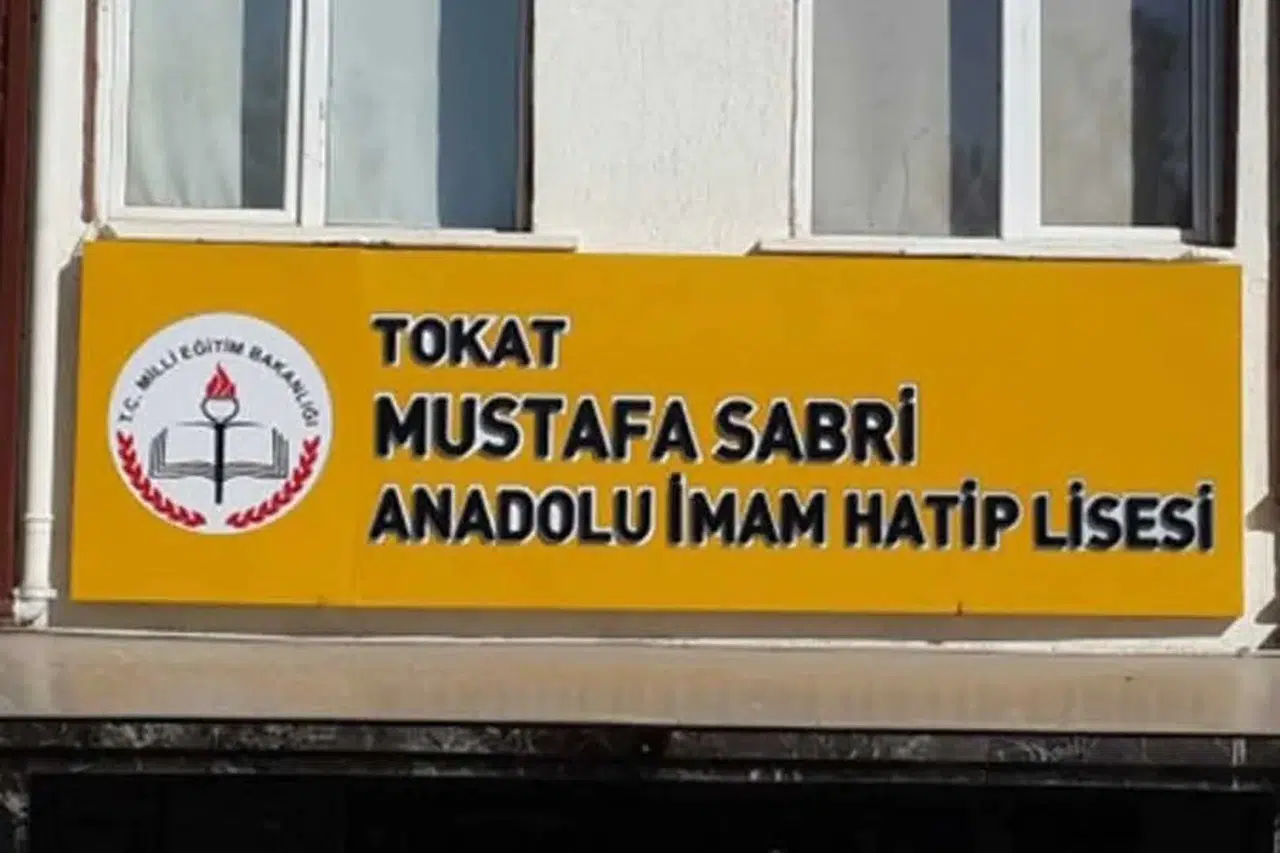 T.C. MİLLİ EĞİTİM BAKANLIĞI
TOKAT
MUSTAFA SABRİ
ANADOLU İMAM HATİP LİSESİ